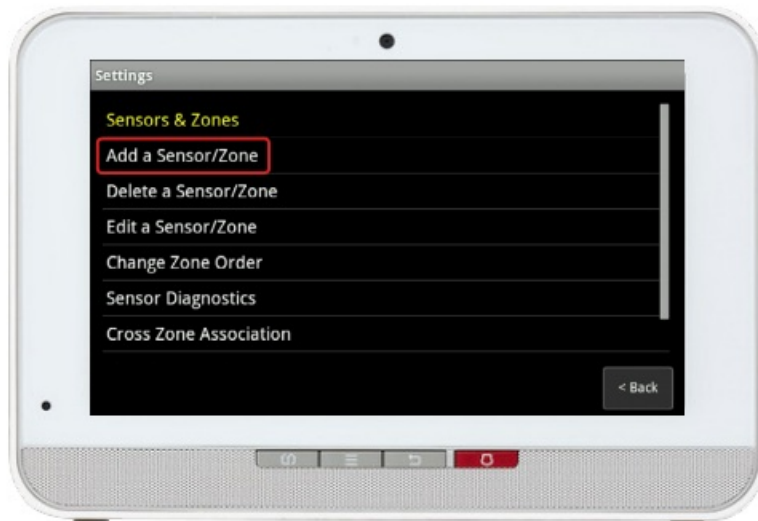 Settings
Sensors & Zones
Add a Sensor/Zone
Delete a Sensor/Zone
Edit a Sensor/Zone
Change Zone Order
Sensor Diagnostics
Cross Zone Association
< Back